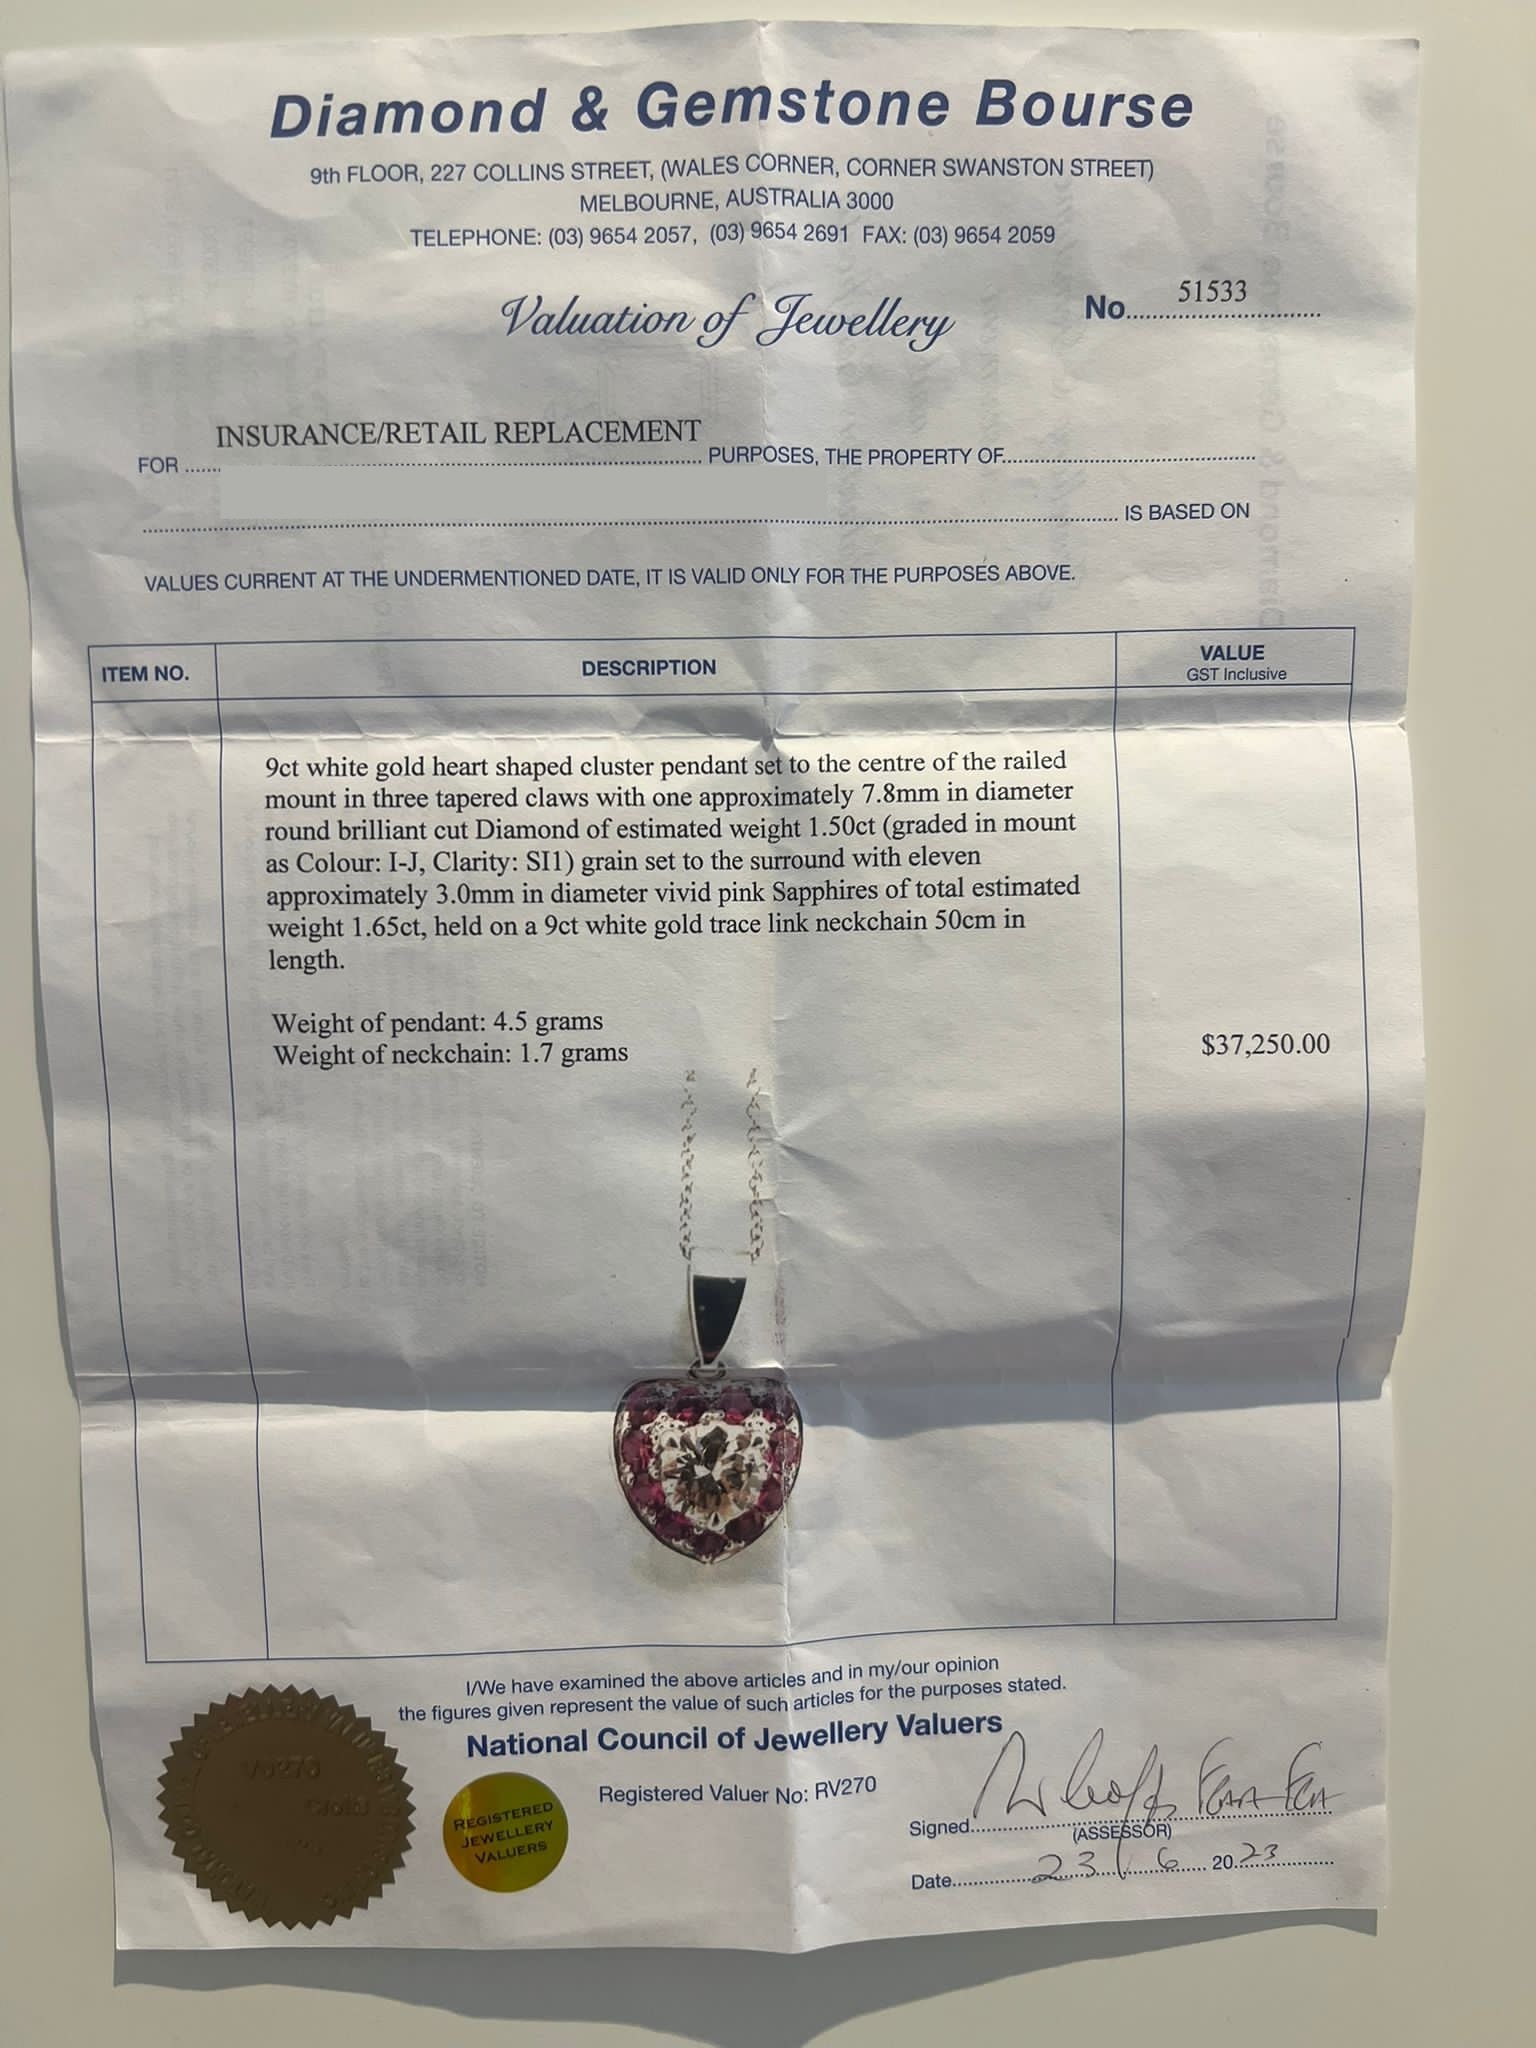 Diamond & Gemstone Bourse
9th FLOOR, 227 COLLINS STREET, (WALES CORNER, CORNER SWANSTON STREET)
MELBOURNE, AUSTRALIA 3000
TELEPHONE: (03) 9654 2057, (03) 9654 2691 FAX: (03) 9654 2059
Valuation of Jewellery
No. 51533
FOR INSURANCE/RETAIL REPLACEMENT PURPOSES, THE PROPERTY OF
IS BASED ON
VALUES CURRENT AT THE UNDERMENTIONED DATE, IT IS VALID ONLY FOR THE PURPOSES ABOVE.
ITEM NO. DESCRIPTION VALUE
GST Inclusive
9ct white gold heart shaped cluster pendant set to the centre of the railed
mount in three tapered claws with one approximately 7.8mm in diameter
round brilliant cut Diamond of estimated weight 1.50ct (graded in mount
as Colour: I-J, Clarity: SI1) grain set to the surround with eleven
approximately 3.0mm in diameter vivid pink Sapphires of total estimated
weight 1.65ct, held on a 9ct white gold trace link neckchain 50cm in
length.
Weight of pendant: 4.5 grams
Weight of neckchain: 1.7 grams
$37,250.00
I/We have examined the above articles and in my/our opinion
the figures given represent the value of such articles for the purposes stated.
National Council of Jewellery Valuers
Registered Valuer No: RV270
REGISTERED
JEWELLERY
VALUERS
Signed
(ASSESSOR)
Date 23/6 2023